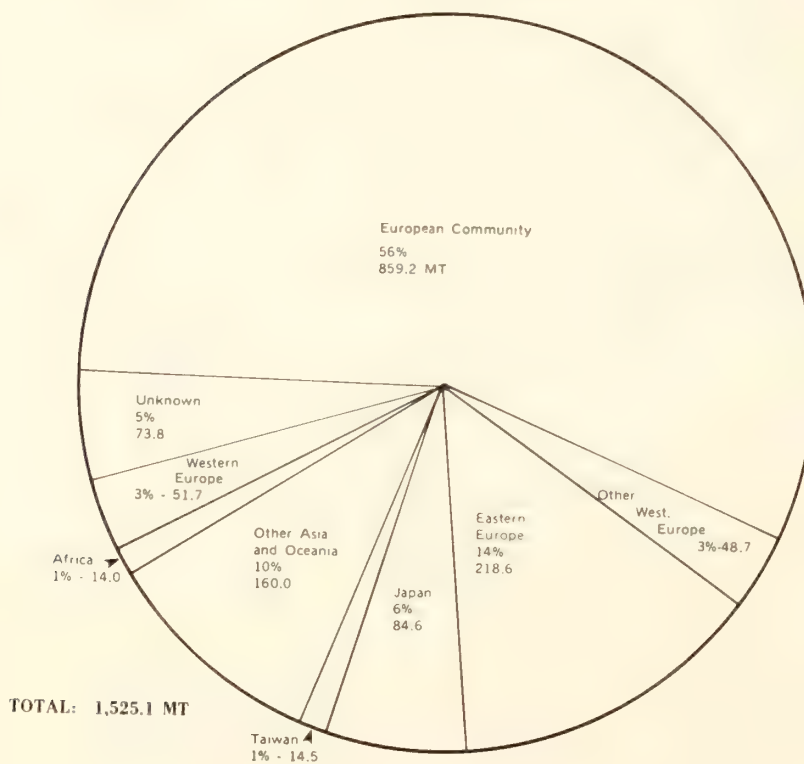 European Community
56%
859.2 MT
Unknown
5%
73.8
Western
Europe
3% - 51.7
Africa
1% - 14.0
Other Asia
and Oceania
10%
160.0
Taiwan
1% - 14.5
Japan
6%
84.6
Eastern
Europe
14%
218.6
Other
West.
Europe
3%-48.7
TOTAL: 1,525.1 MT